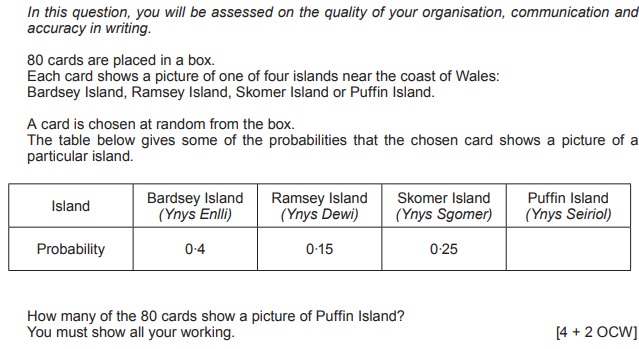 In this question, you will be assessed on the quality of your organisation, communication and
accuracy in writing.
80 cards are placed in a box.
Each card shows a picture of one of four islands near the coast of Wales:
Bardsey Island, Ramsey Island, Skomer Island or Puffin Island.
A card is chosen at random from the box.
The table below gives some of the probabilities that the chosen card shows a picture of a
particular island.
Island
Bardsey Island
(Ynys Enlli)
Ramsey Island
(Ynys Dewi)
Skomer Island
(Ynys Sgomer)
Puffin Island
(Ynys Seiriol)
Probability
0·4
0·15
0·25
How many of the 80 cards show a picture of Puffin Island?
You must show all your working.
[4 + 2 OCW]